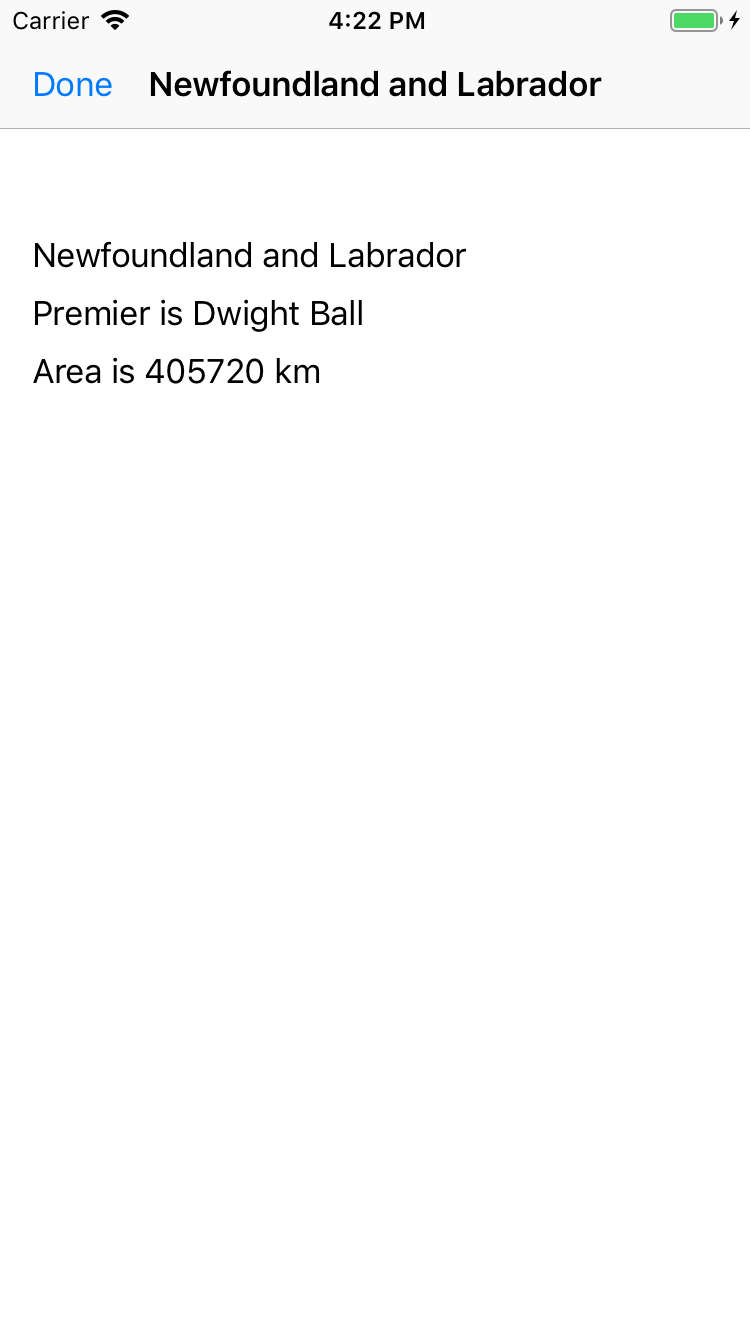 Carrier 4:22 PM
Done Newfoundland and Labrador
Newfoundland and Labrador
Premier is Dwight Ball
Area is 405720 km